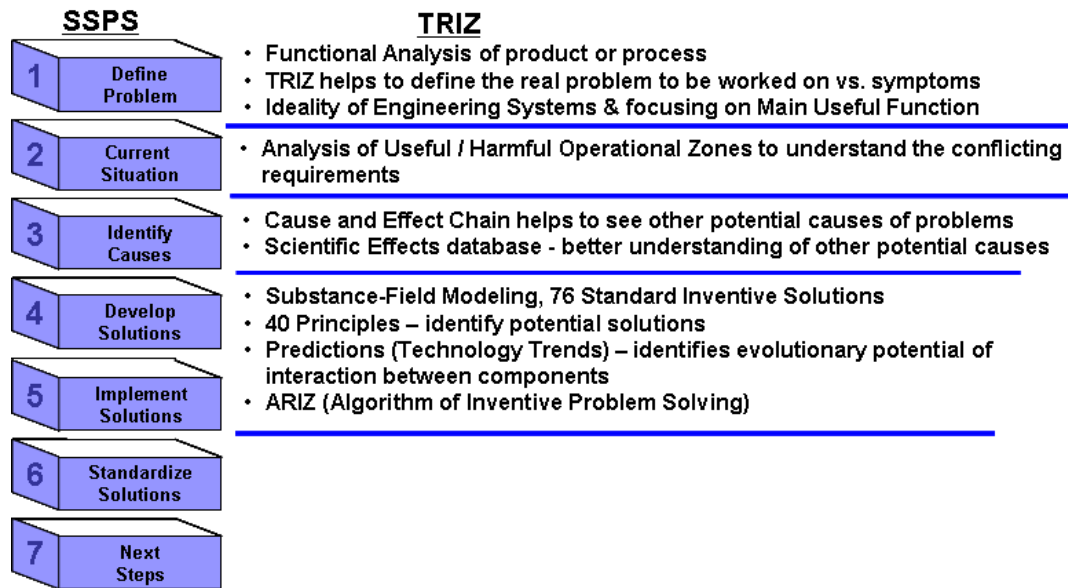 SSPS
TRIZ
1
Define
Problem
• Functional Analysis of product or process
• TRIZ helps to define the real problem to be worked on vs. symptoms
• Ideality of Engineering Systems & focusing on Main Useful Function
2
Current
Situation
• Analysis of Useful / Harmful Operational Zones to understand the conflicting
requirements
3
Identify
Causes
• Cause and Effect Chain helps to see other potential causes of problems
• Scientific Effects database - better understanding of other potential causes
4
Develop
Solutions
5
Implement
Solutions
• Substance-Field Modeling, 76 Standard Inventive Solutions
• 40 Principles – identify potential solutions
• Predictions (Technology Trends) – identifies evolutionary potential of
interaction between components
• ARIZ (Algorithm of Inventive Problem Solving)
6
Standardize
Solutions
7
Next
Steps